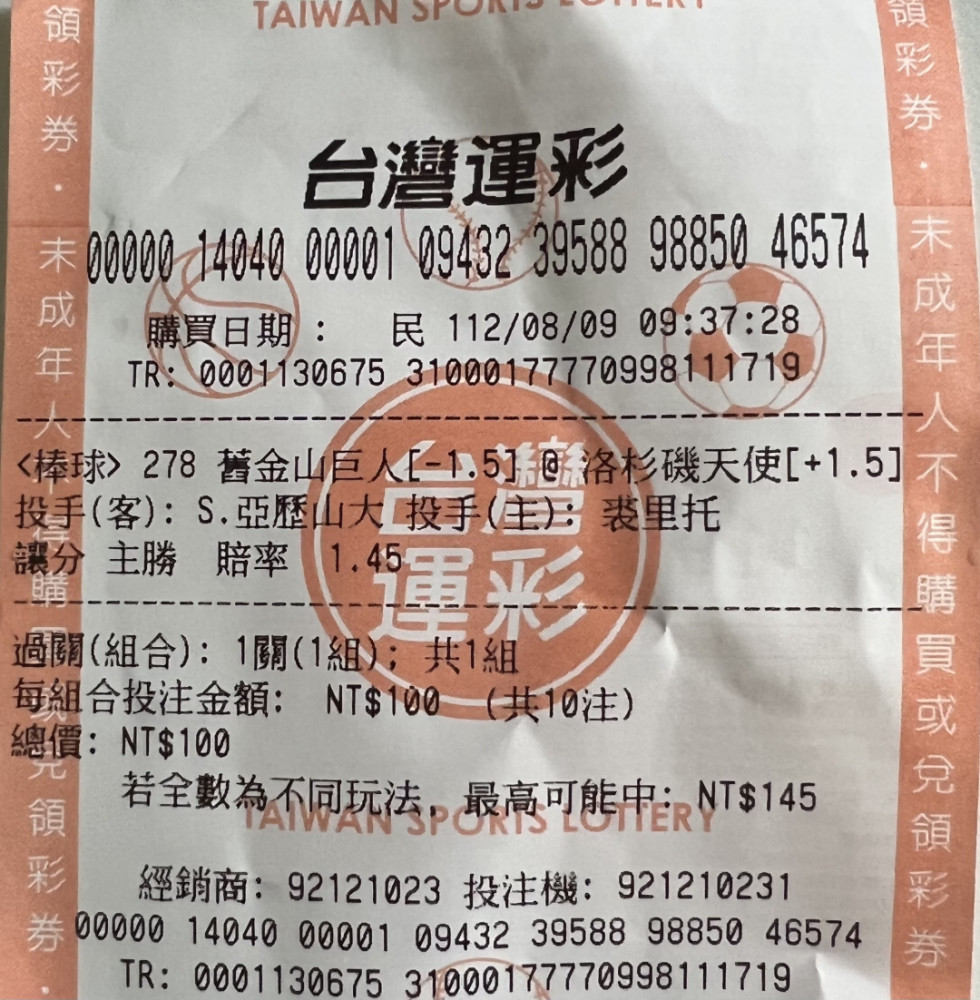 TAIWAN SPORTS LOTTERY
台灣運彩
00000 14040 00001 09432 39588 98850 46574
購買日期： 民 112/08/09 09:37:28
TR: 0001130675 310001777770998111719
<棒球> 278 舊金山巨人[-1.5] @ 洛杉磯天使[+1.5]
投手(客): S.亞歷山大 投手(主): 裘里托
讓分 主勝 賠率 1.45
台灣
運彩
過關(組合): 1關(1組); 共1組
每組合投注金額: NT$100 (共10注)
總價: NT$100
若全數為不同玩法, 最高可能中: NT$145
TAIWAN SPORTS LOTTERY
經銷商: 92121023 投注機: 921210231
00000 14040 00001 09432 39588 98850 46574
TR: 0001130675 310001777770998111719
領彩券・未成年人不得購買或兌領彩券・
領彩券・未成年人不得購買或兌領彩券